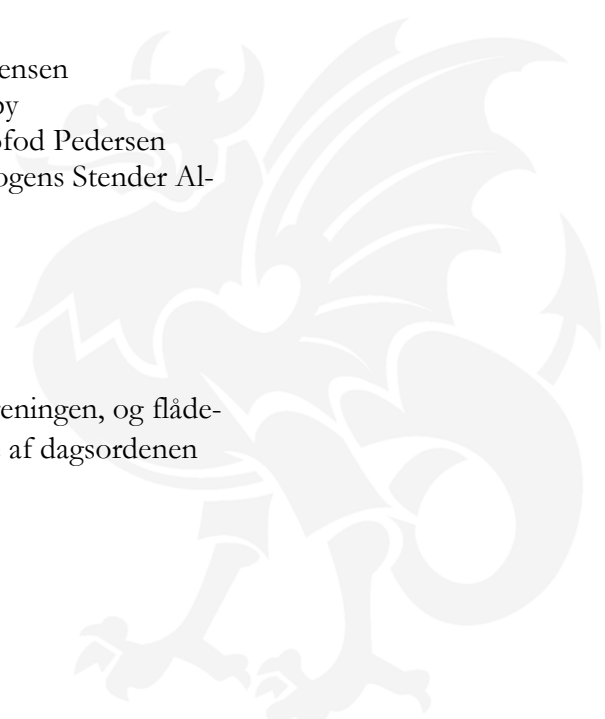 ensen
by
ofod Pedersen
ogens Stender Al-
eningen, og flåde-
af dagsordenen